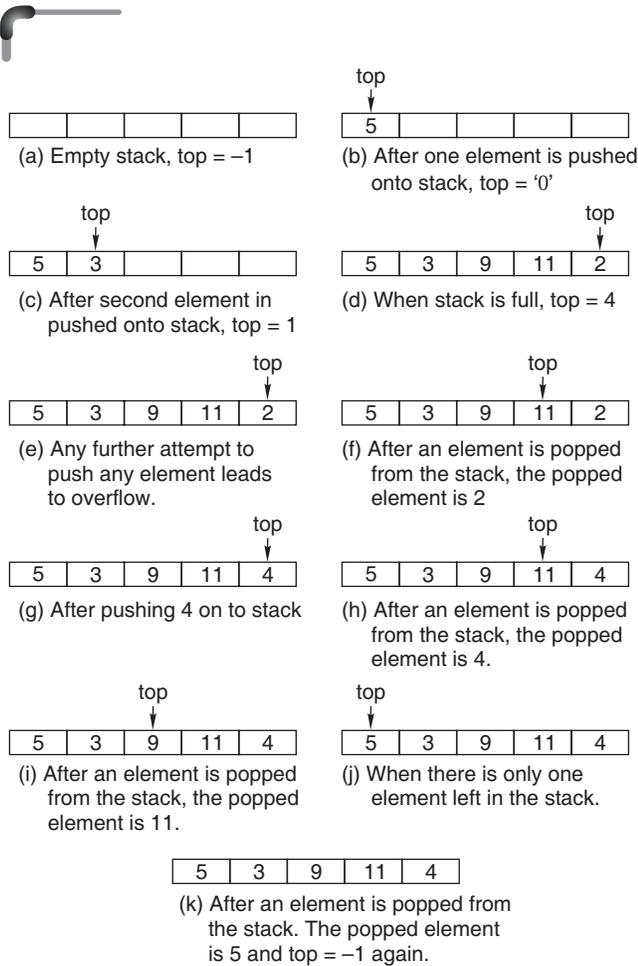 top
5
(a) Empty stack, top = –1
(b) After one element is pushed
onto stack, top = ‘0’
top
5 3
(c) After second element in
pushed onto stack, top = 1
top
5 3 9 11 2
(d) When stack is full, top = 4
top
5 3 9 11 2
(e) Any further attempt to
push any element leads
to overflow.
top
5 3 9 11 2
(f) After an element is popped
from the stack, the popped
element is 2
top
5 3 9 11 4
(g) After pushing 4 on to stack
top
5 3 9 11 4
(h) After an element is popped
from the stack, the popped
element is 4.
top
5 3 9 11 4
(i) After an element is popped
from the stack, the popped
element is 11.
top
5 3 9 11 4
(j) When there is only one
element left in the stack.
5 3 9 11 4
(k) After an element is popped from
the stack. The popped element
is 5 and top = –1 again.